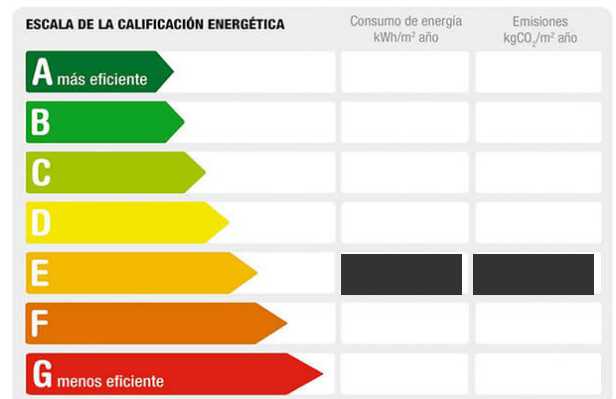 ESCALA DE LA CALIFICACIÓN ENERGÉTICA
Consumo de energía
kWh/m² año
Emisiones
kgCO₂/m² año
A más eficiente
B
C
D
E
F
G menos eficiente